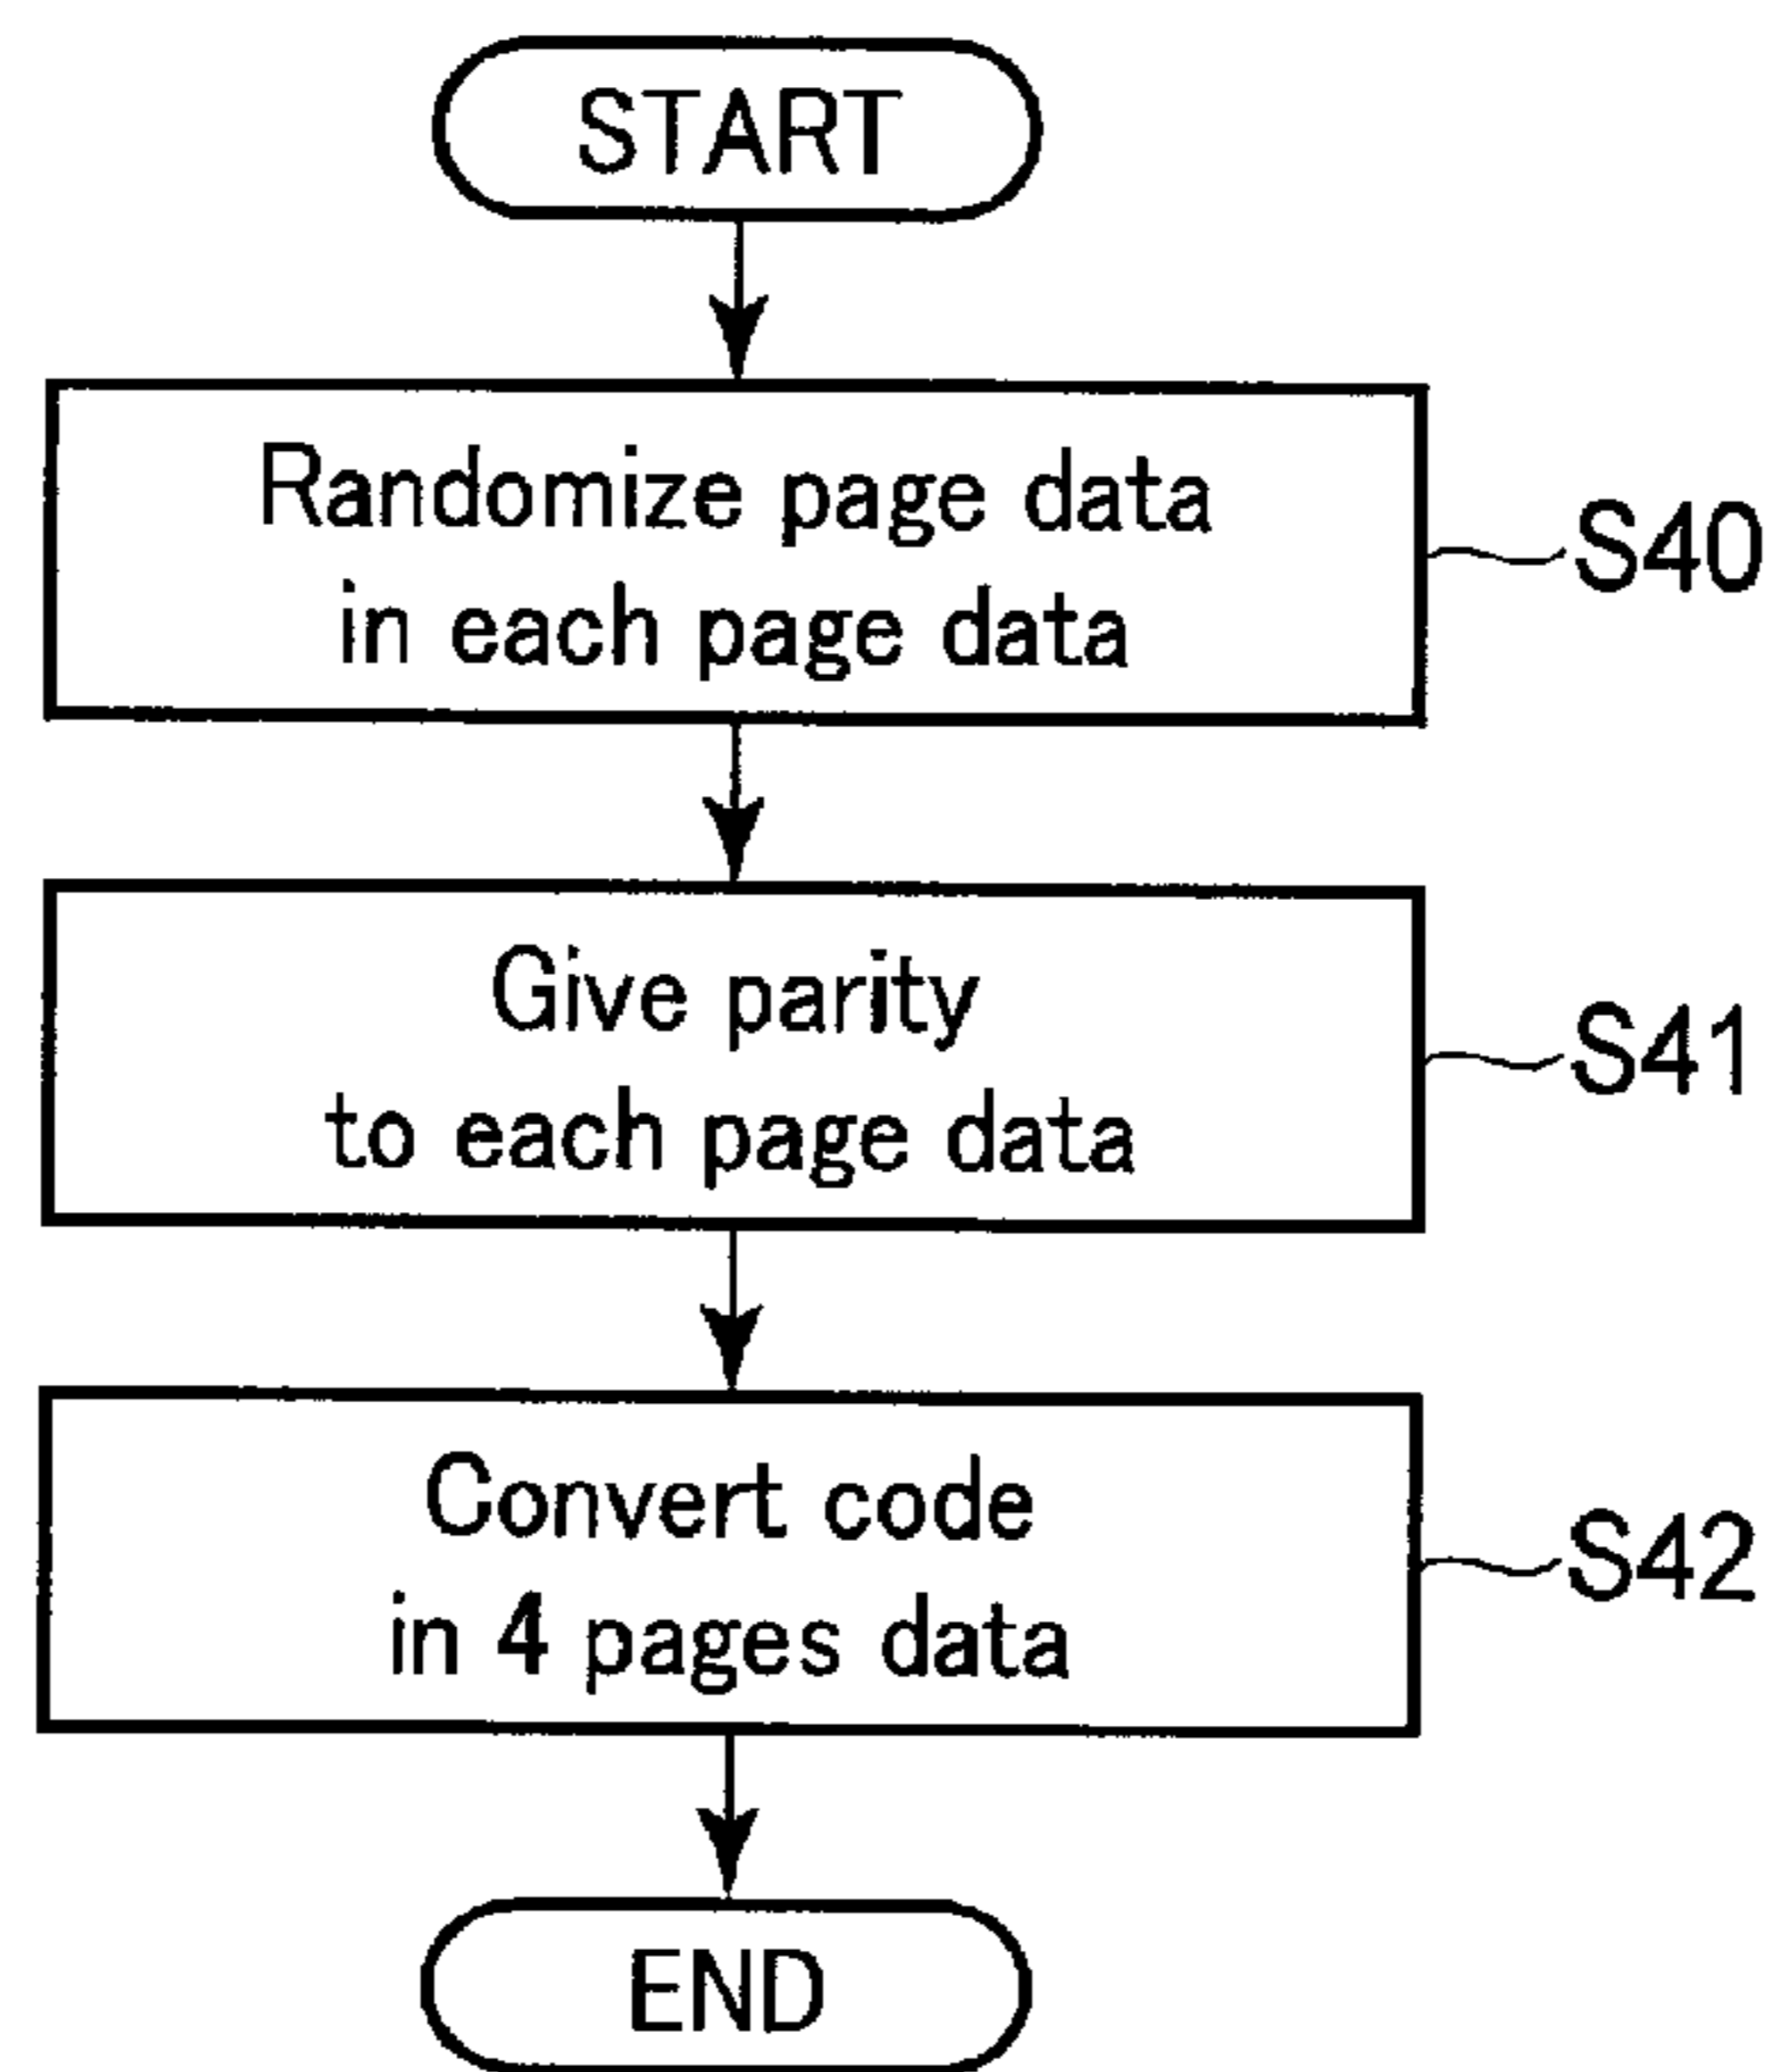 START
Randomize page data
in each page data
S40
Give parity
to each page data
S41
Convert code
in 4 pages data
S42
END